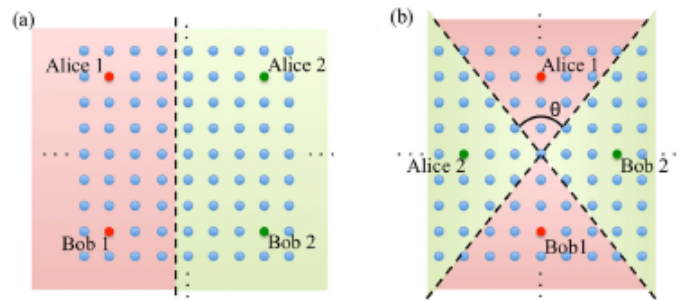 (a)
Alice 1
Alice 2
Bob 1
Bob 2
(b)
Alice 1
θ
Alice 2
Bob 2
Bob1